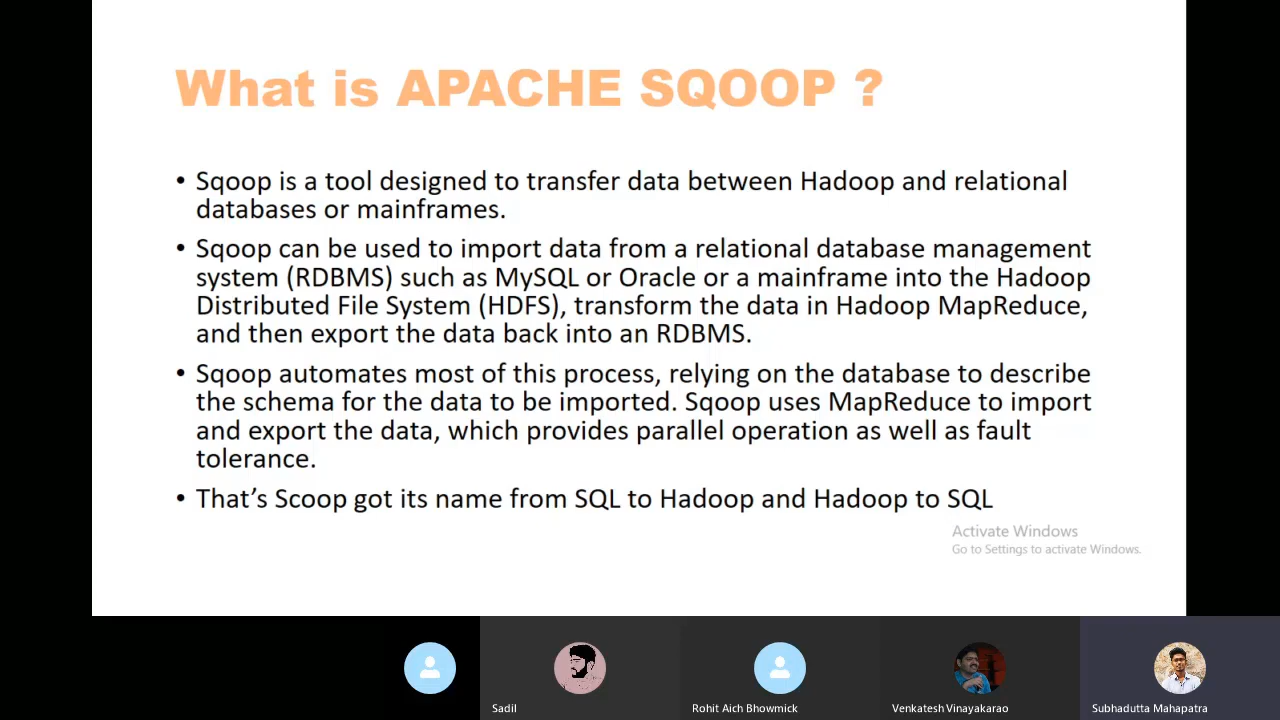 What is APACHE SQOOP ?
• Sqoop is a tool designed to transfer data between Hadoop and relational
databases or mainframes.
• Sqoop can be used to import data from a relational database management
system (RDBMS) such as MySQL or Oracle or a mainframe into the Hadoop
Distributed File System (HDFS), transform the data in Hadoop MapReduce,
and then export the data back into an RDBMS.
• Sqoop automates most of this process, relying on the database to describe
the schema for the data to be imported. Sqoop uses MapReduce to import
and export the data, which provides parallel operation as well as fault
tolerance.
• That’s Scoop got its name from SQL to Hadoop and Hadoop to SQL
Activate Windows
Go to Settings to activate Windows.
Sadil
Rohit Aich Bhowmick
Venkatesh Vinayakarao
Subhadutta Mahapatra